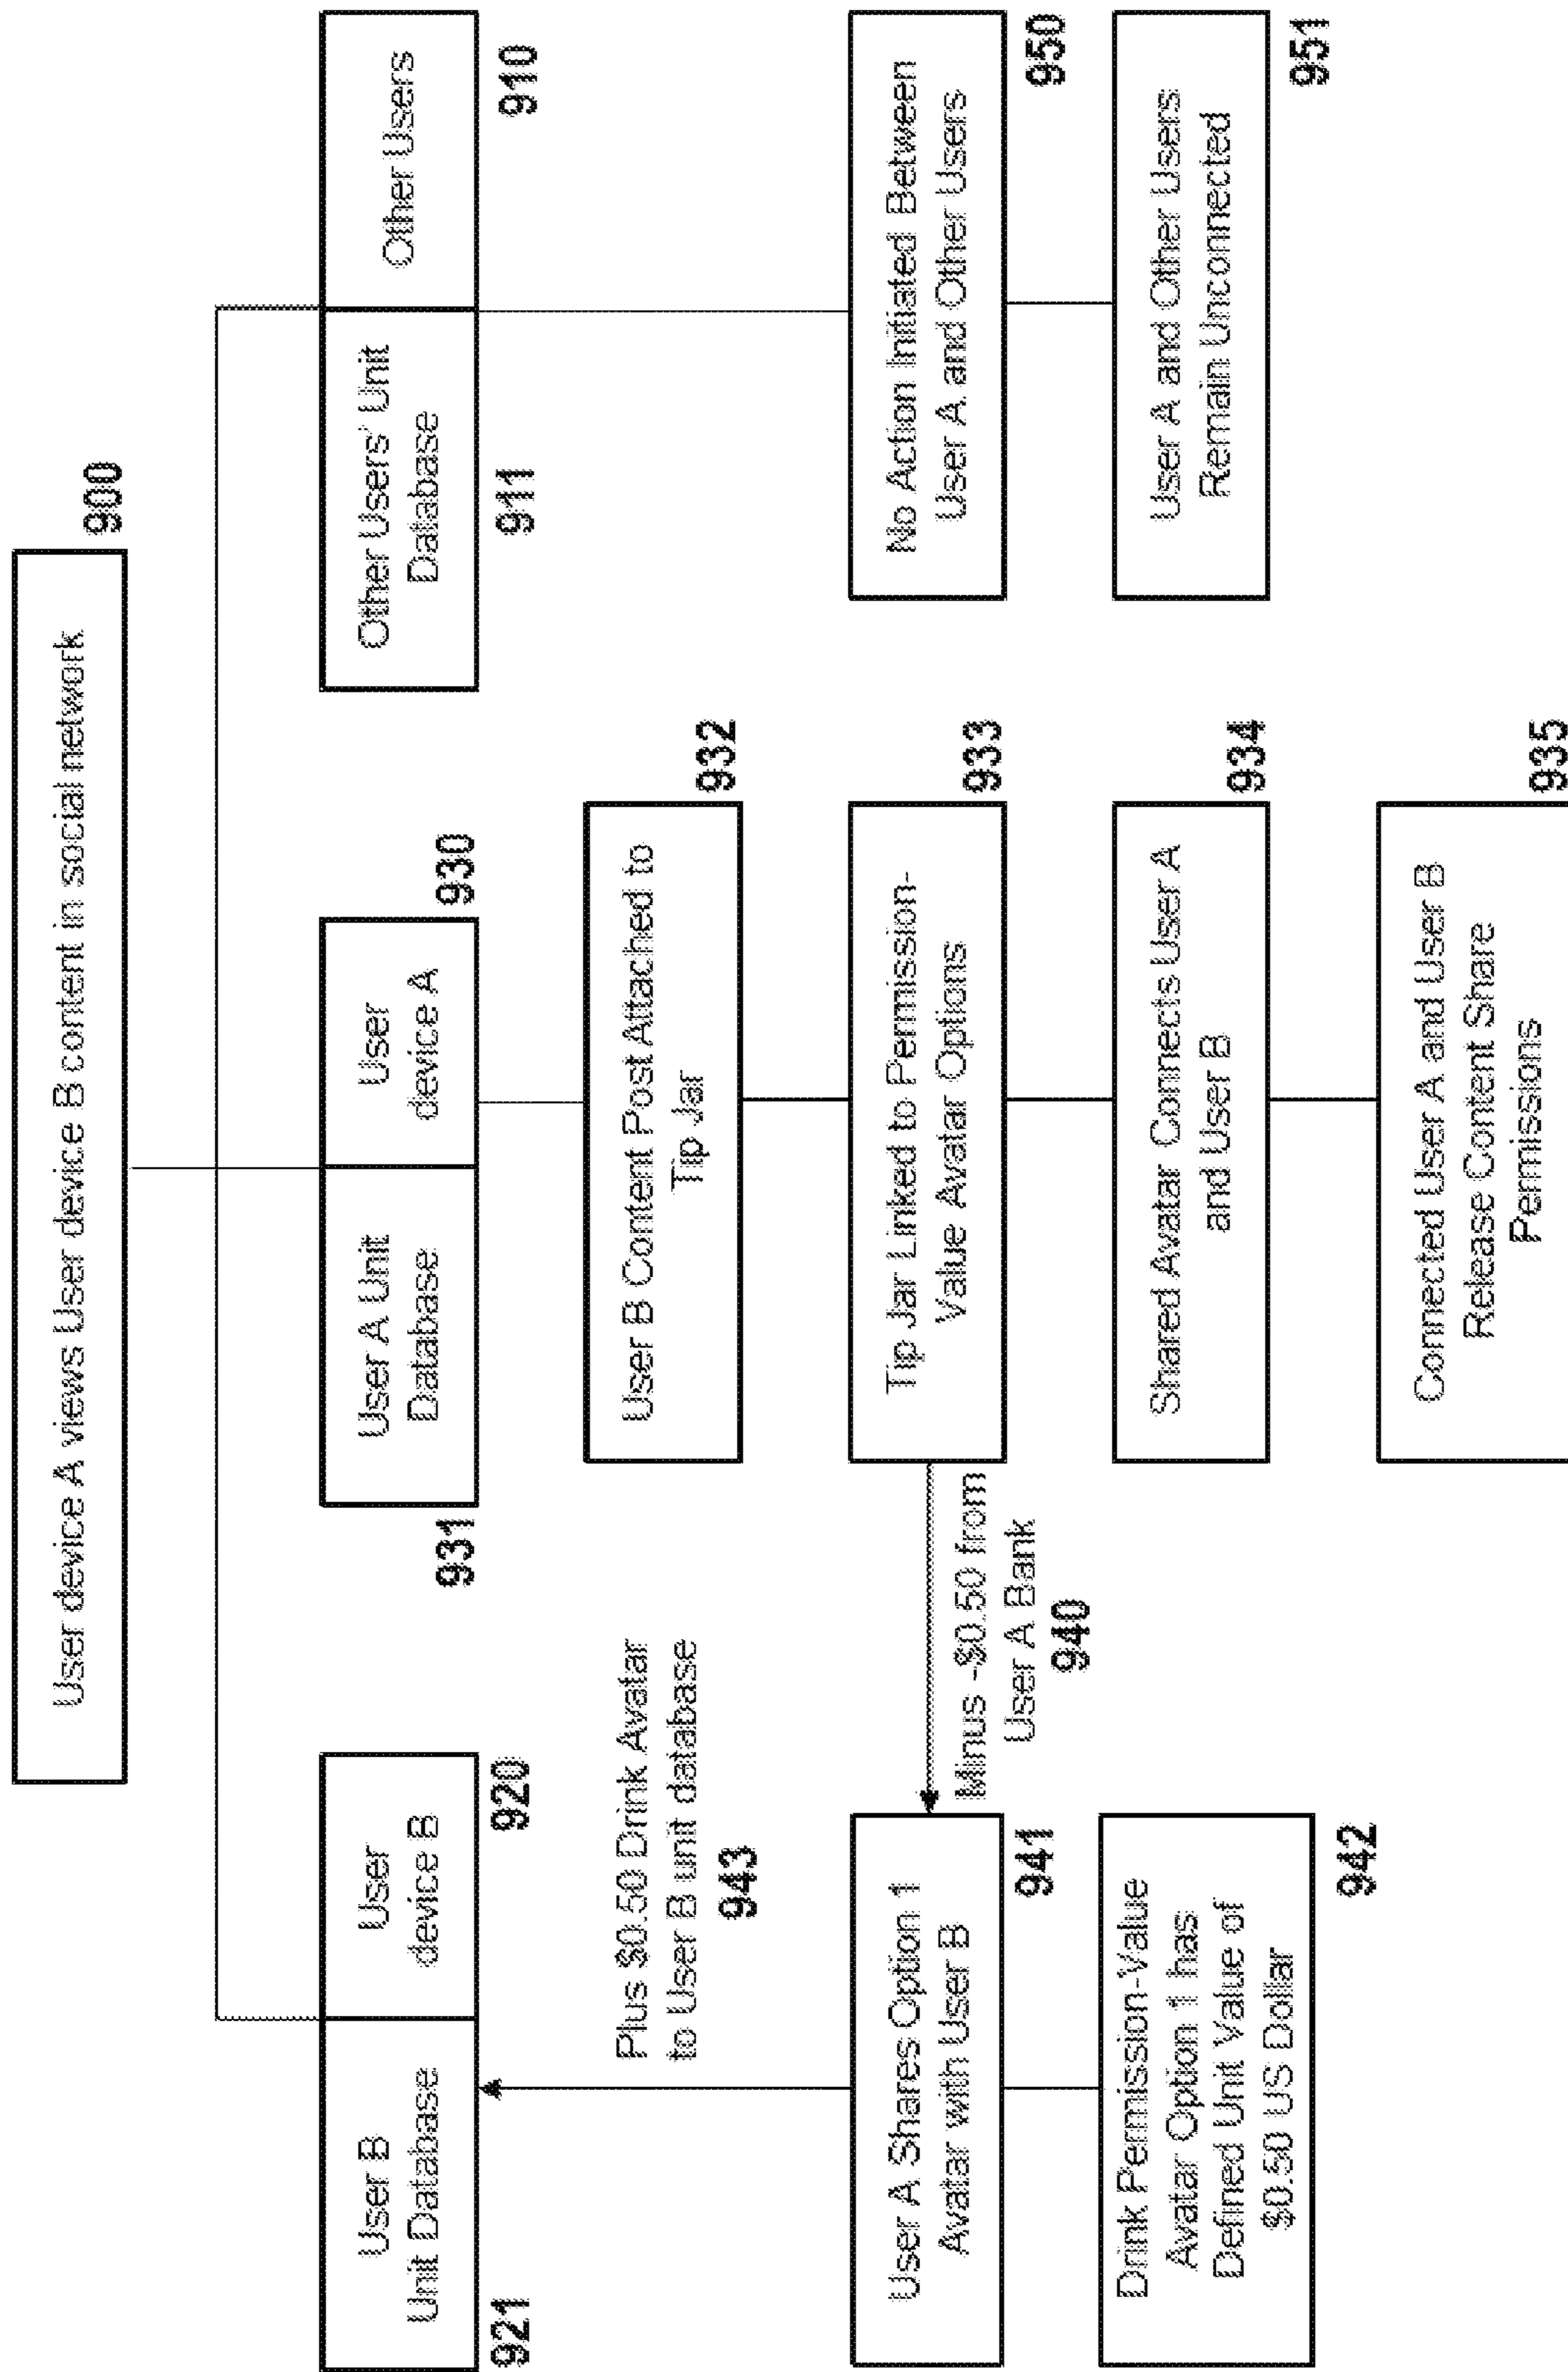 User device A views User device B content in social network
900
User B
Unit Database
921
User
device B
920
User A Unit
Database
931
User
device A
930
Other Users' Unit
Database
911
Other Users
910
Plus $0.50 Drink Avatar
to User B unit database
943
User B Content Post Attached to
Tip Jar
932
User A Shares Option 1
Avatar with User B
941
Minus -$0.50 from
User A Bank
940
Tip Jar Linked to Permission-
Value Avatar Options
933
No Action Initiated Between
User A and Other Users
950
Drink Permission-Value
Avatar Option 1 has
Defined Unit Value of
$0.50 US Dollar
942
Shared Avatar Connects User A
and User B
934
User A and Other Users
Remain Unconnected
951
Connected User A and User B
Release Content Share
Permissions
935